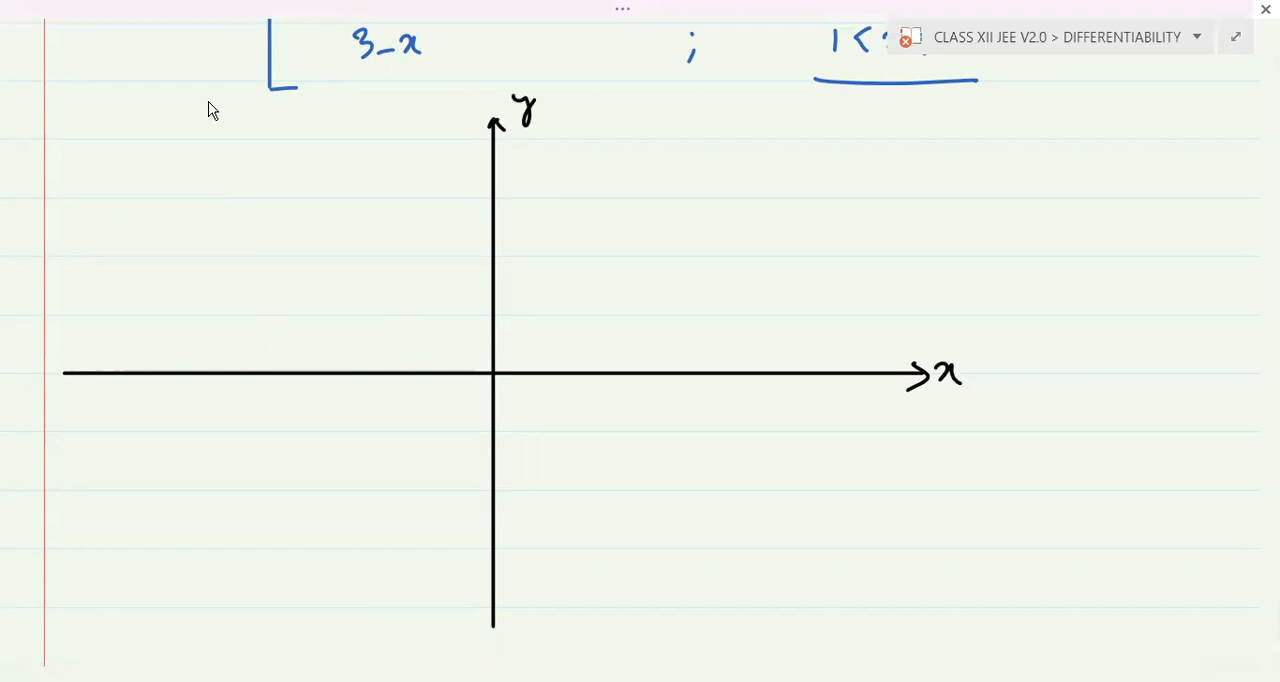 ...
CLASS XII JEE V2.0 > DIFFERENTIABILITY
3-x ; 1 <
y
x